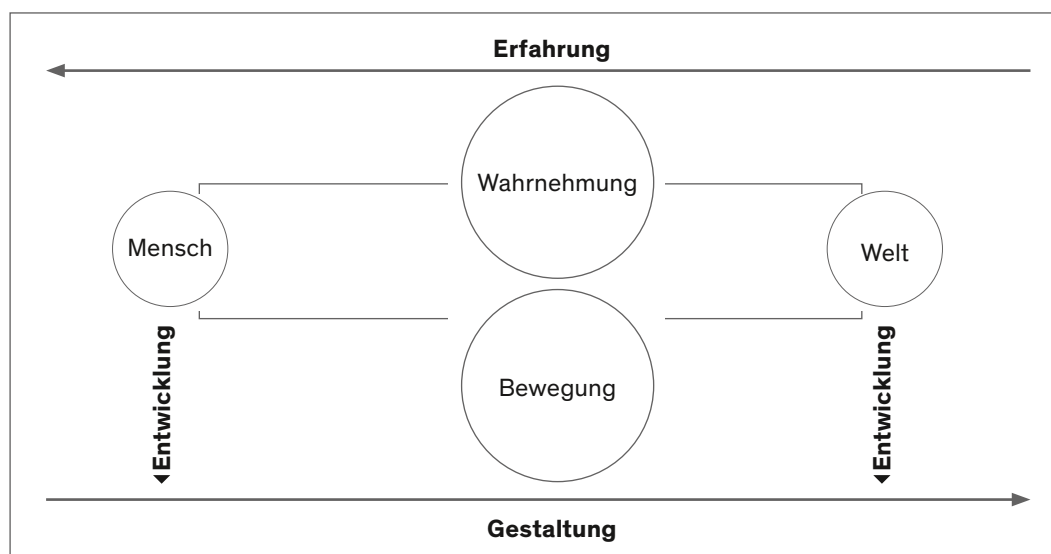 Erfahrung
Wahrnehmung
Mensch
Welt
Entwicklung
Entwicklung
Bewegung
Gestaltung